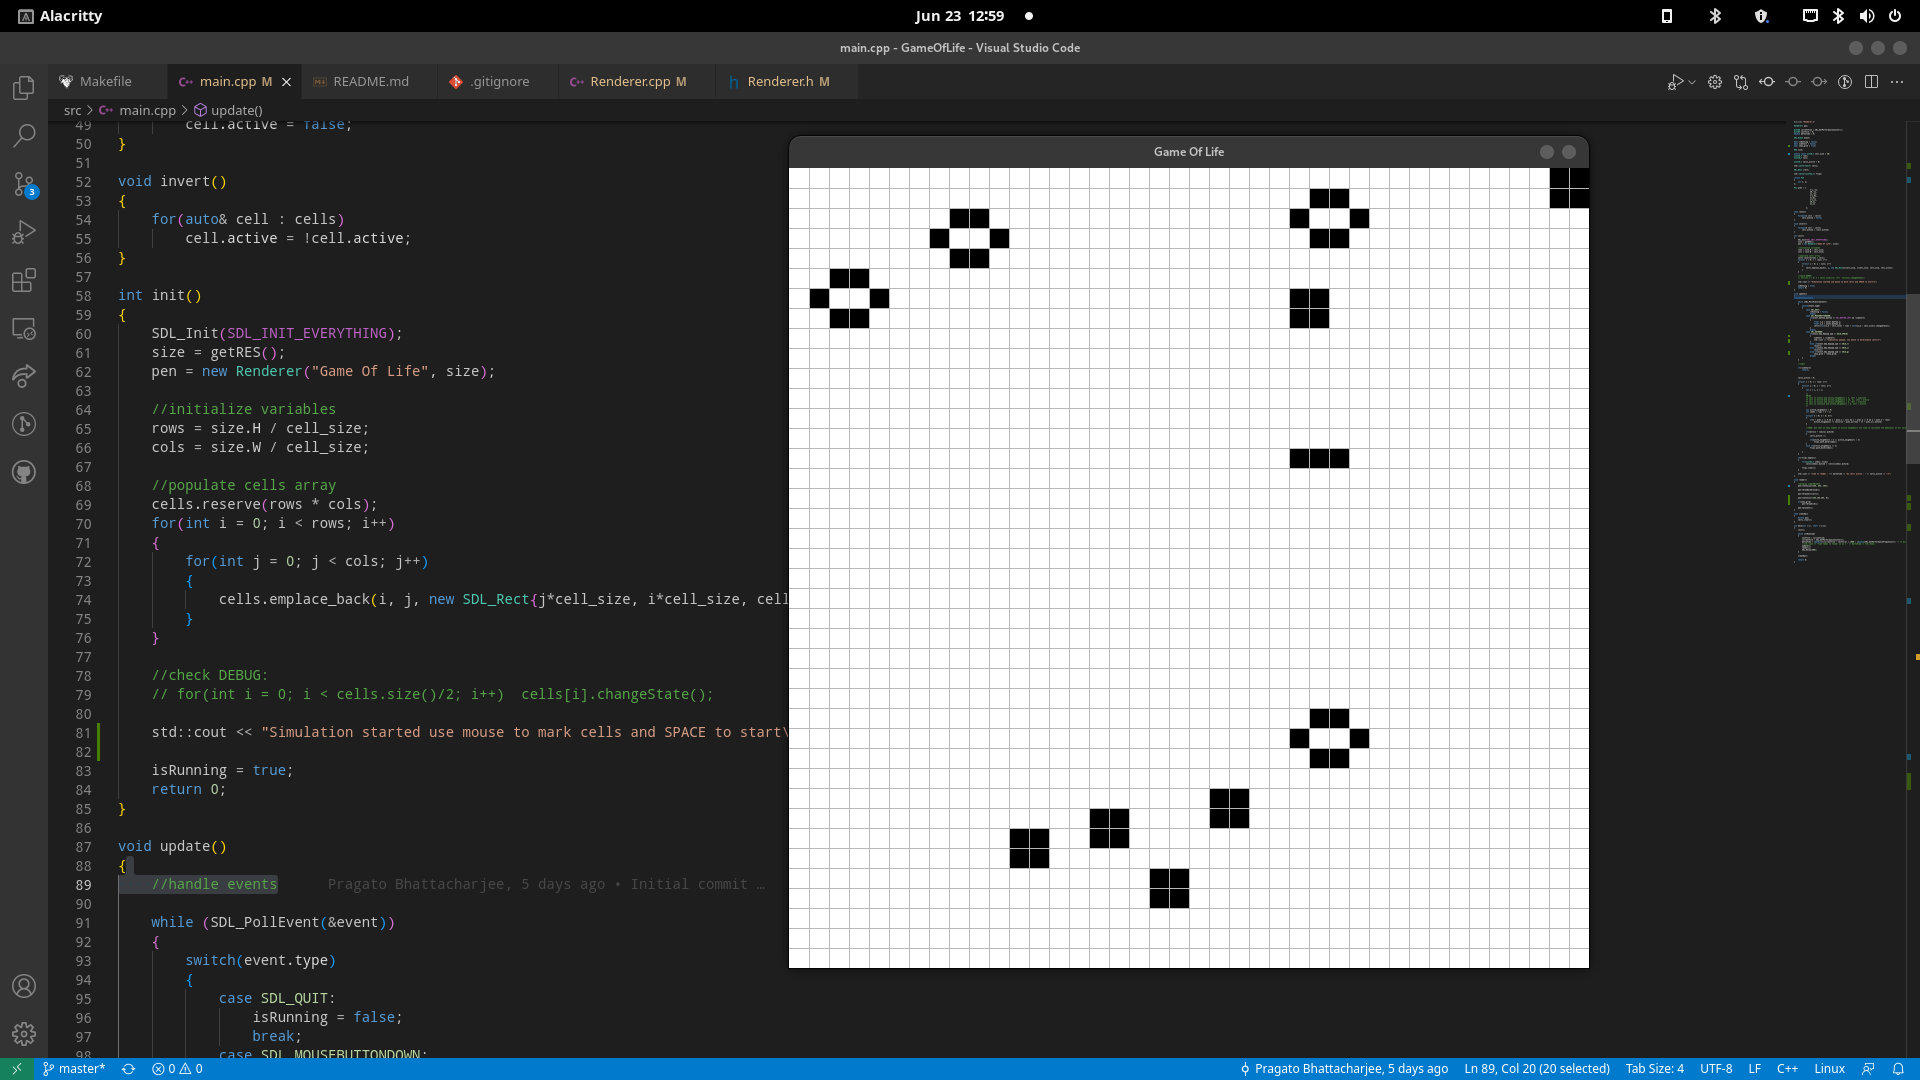 Alacritty
Jun 23 12:59
main.cpp - GameOfLife - Visual Studio Code
Makefile
main.cpp M
README.md
.gitignore
Renderer.cpp M
Renderer.h M
src > main.cpp > update()
49 cell.active = false;
50 }
51
52 void invert()
53 {
54 for(auto& cell : cells)
55 cell.active = !cell.active;
56 }
57
58 int init()
59 {
60 SDL_Init(SDL_INIT_EVERYTHING);
61 size = getRES();
62 pen = new Renderer("Game Of Life", size);
63
64 //initialize variables
65 rows = size.H / cell_size;
66 cols = size.W / cell_size;
67
68 //populate cells array
69 cells.reserve(rows * cols);
70 for(int i = 0; i < rows; i++)
71 {
72 for(int j = 0; j < cols; j++)
73 {
74 cells.emplace_back(i, j, new SDL_Rect{j*cell_size, i*cell_size, cell
75 }
76 }
77
78 //check DEBUG:
79 // for(int i = 0; i < cells.size()/2; i++) cells[i].changeState();
80
81 std::cout << "Simulation started use mouse to mark cells and SPACE to start\
82
83 isRunning = true;
84 return 0;
85 }
86
87 void update()
88 {
89 //handle events Pragato Bhattacharjee, 5 days ago • Initial commit …
90
91 while (SDL_PollEvent(&event))
92 {
93 switch(event.type)
94 {
95 case SDL_QUIT:
96 isRunning = false;
97 break;
98 case SDL_MOUSEBUTTONDOWN:
Game Of Life
3
master*
0 0
Pragato Bhattacharjee, 5 days ago
Ln 89, Col 20 (20 selected)
Tab Size: 4
UTF-8
LF
C++
Linux